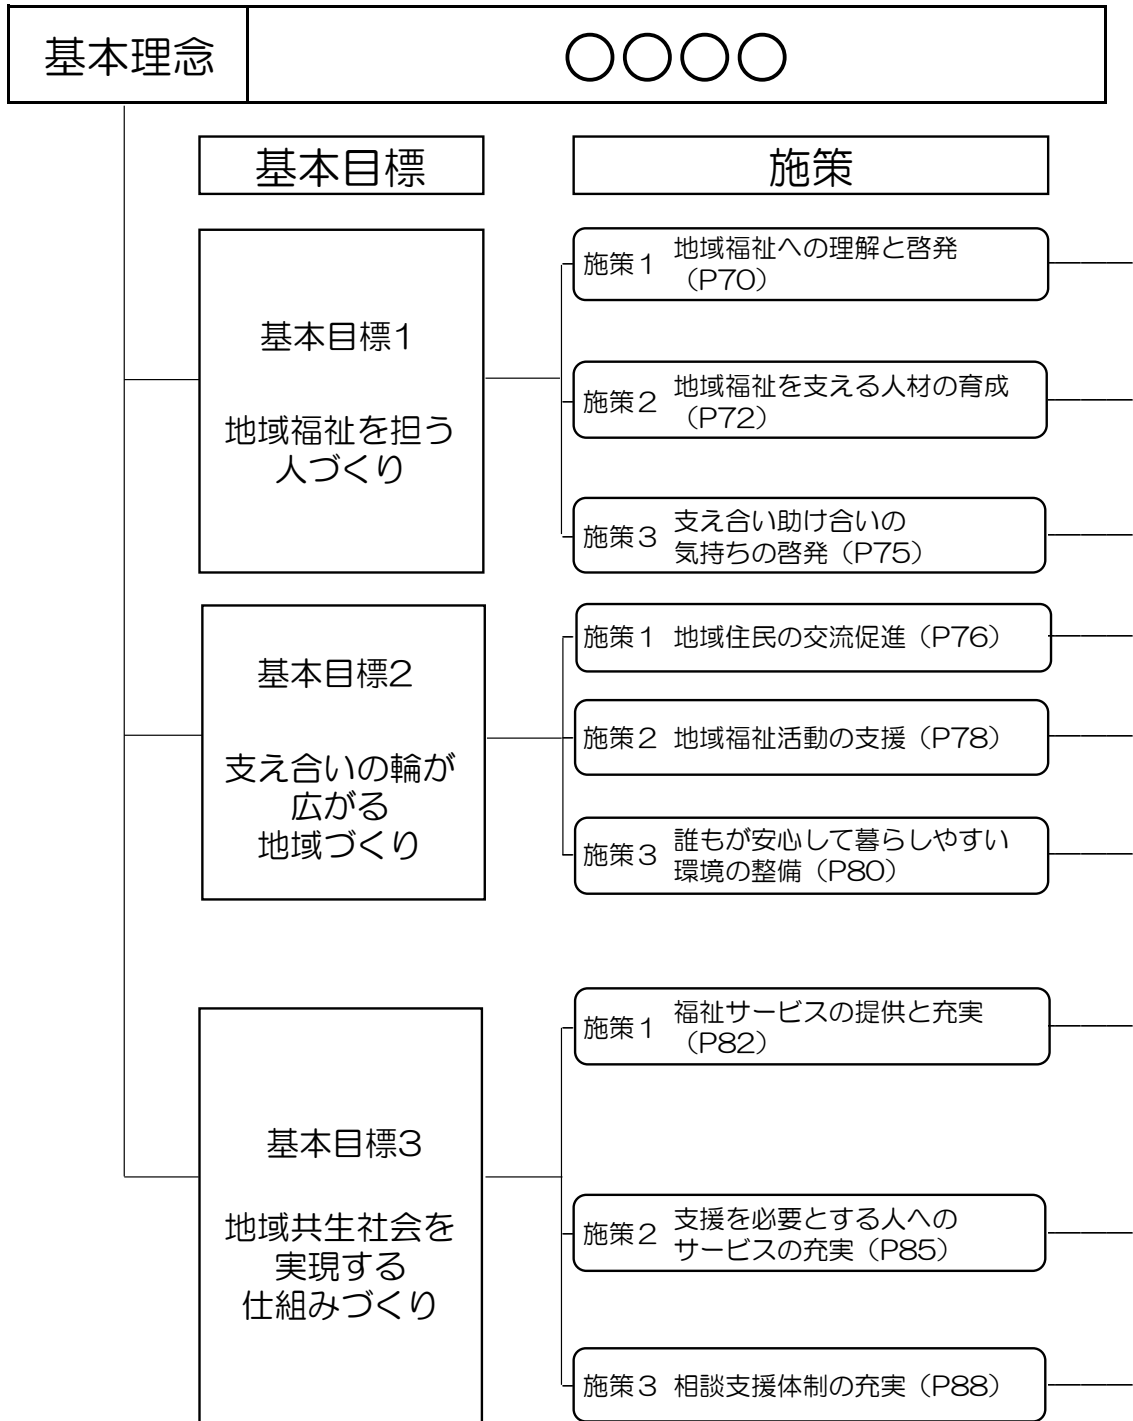 基本理念
〇〇〇〇
基本目標
施策
基本目標1
地域福祉を担う
人づくり
施策1
地域福祉への理解と啓発
（P70）
施策2
地域福祉を支える人材の育成
（P72）
施策3
支え合い助け合いの
気持ちの啓発（P75）
基本目標2
支え合いの輪が
広がる
地域づくり
施策1 地域住民の交流促進（P76）
施策2 地域福祉活動の支援（P78）
施策3
誰もが安心して暮らしやすい
環境の整備（P80）
基本目標3
地域共生社会を
実現する
仕組みづくり
施策1
福祉サービスの提供と充実
（P82）
施策2
支援を必要とする人への
サービスの充実（P85）
施策3 相談支援体制の充実（P88）